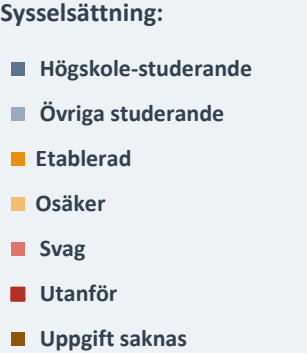 Sysselsättning:
Högskole-studerande
Övriga studerande
Etablerad
Osäker
Svag
Utanför
Uppgift saknas